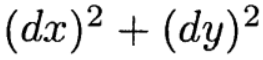 (dx)² + (dy)²